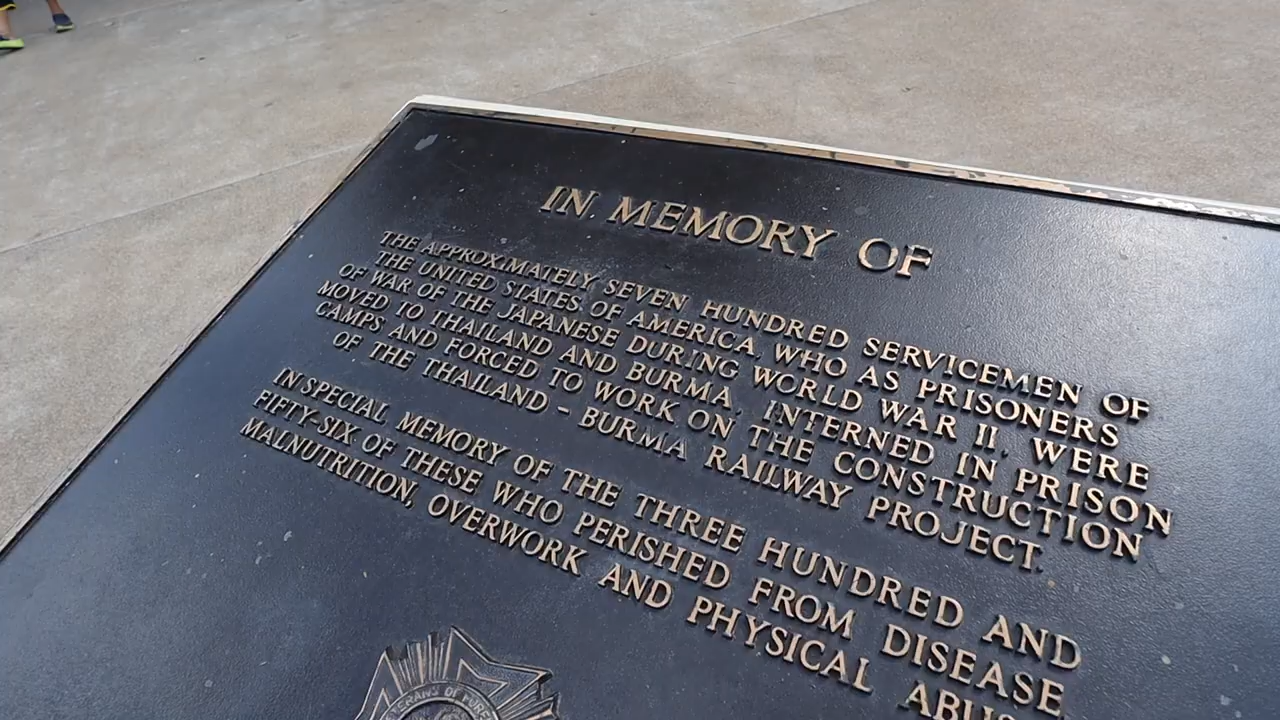 IN MEMORY OF
THE APPROXIMATELY SEVEN HUNDRED SERVICEMEN OF
THE UNITED STATES OF AMERICA, WHO AS PRISONERS
OF WAR OF THE JAPANESE DURING WORLD WAR II, WERE
MOVED TO THAILAND AND BURMA, INTERNED IN PRISON
CAMPS AND FORCED TO WORK ON THE CONSTRUCTION
OF THE THAILAND - BURMA RAILWAY PROJECT.
IN SPECIAL MEMORY OF THE THREE HUNDRED AND
FIFTY-SIX OF THESE WHO PERISHED FROM DISEASE
MALNUTRITION, OVERWORK AND PHYSICAL
OF